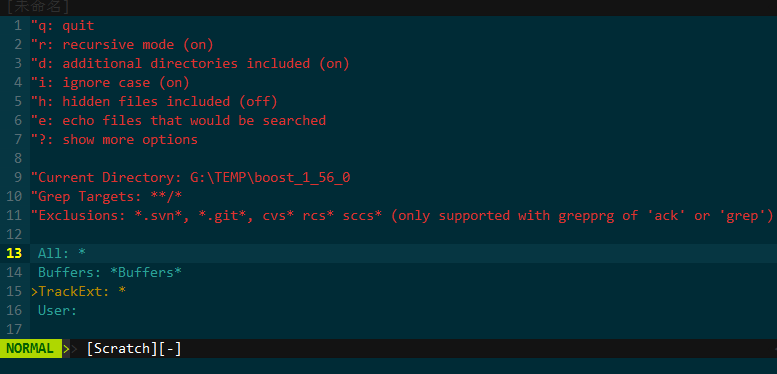 [未命名]
1 "q: quit
2 "r: recursive mode (on)
3 "d: additional directories included (on)
4 "i: ignore case (on)
5 "h: hidden files included (off)
6 "e: echo files that would be searched
7 "?: show more options
8
9 "Current Directory: G:\TEMP\boost_1_56_0
10 "Grep Targets: **/*
11 "Exclusions: *.svn*, *.git*, cvs* rcs* sccs* (only supported with grepprg of 'ack' or 'grep')
12
13 All: *
14 Buffers: *Buffers*
15 >TrackExt: *
16 User:
17
NORMAL >> [Scratch][-]